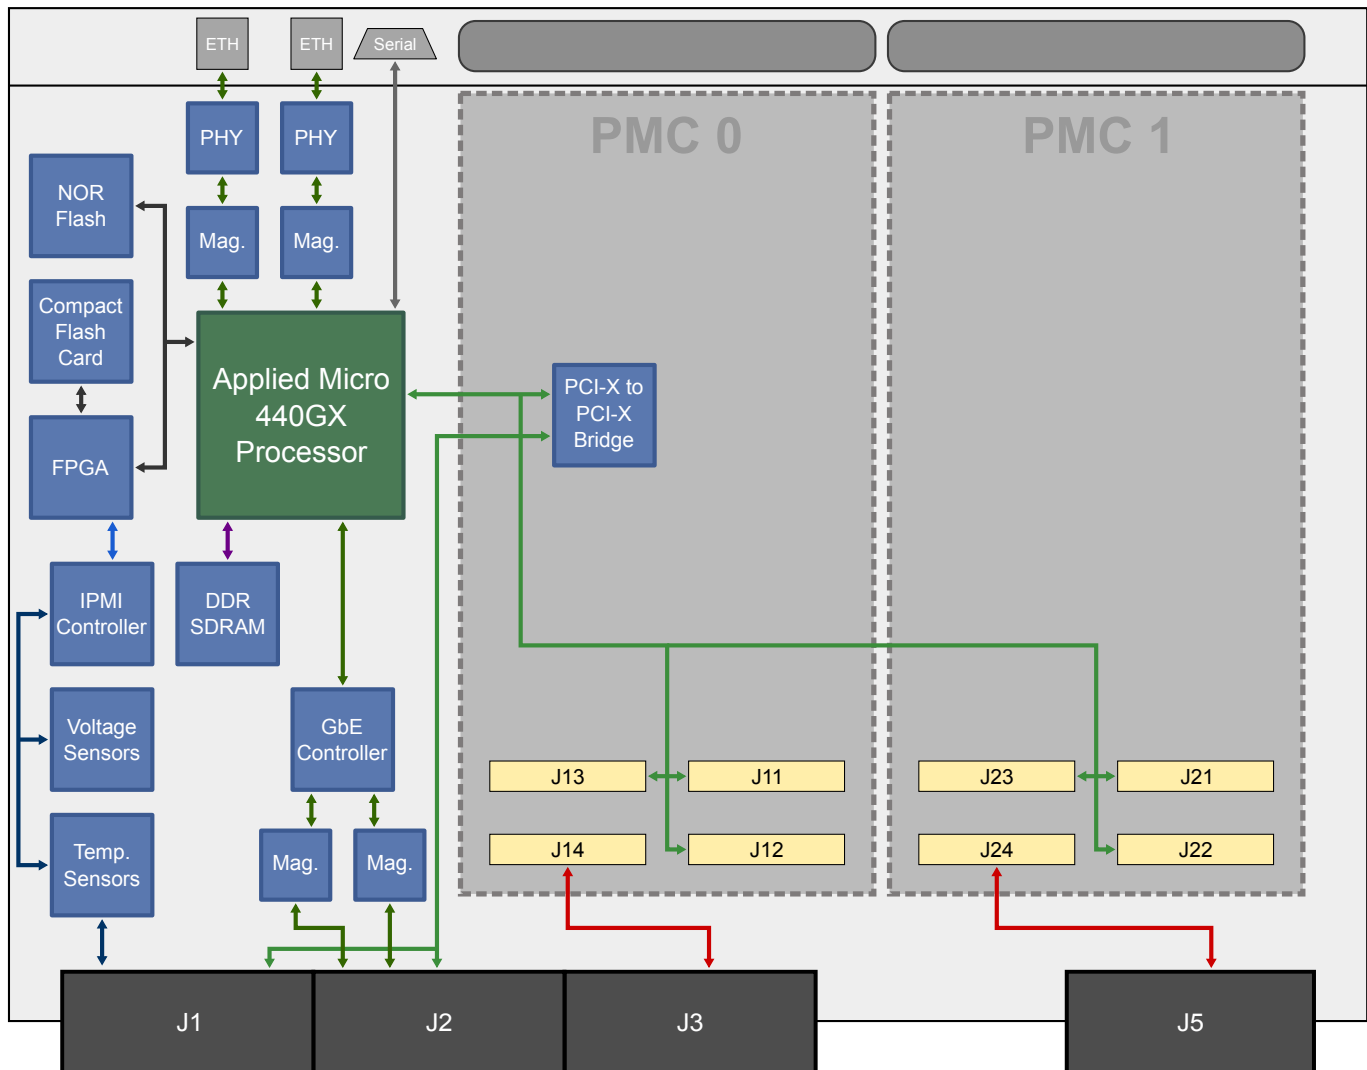 ETH
ETH
Serial
PMC 0
PMC 1
PHY
PHY
NOR
Flash
Mag.
Mag.
Compact
Flash
Card
Applied Micro
440GX
Processor
PCI-X to
PCI-X
Bridge
FPGA
IPMI
Controller
DDR
SDRAM
Voltage
Sensors
GbE
Controller
J13
J11
J23
J21
Temp.
Sensors
Mag.
Mag.
J14
J12
J24
J22
J1
J2
J3
J5